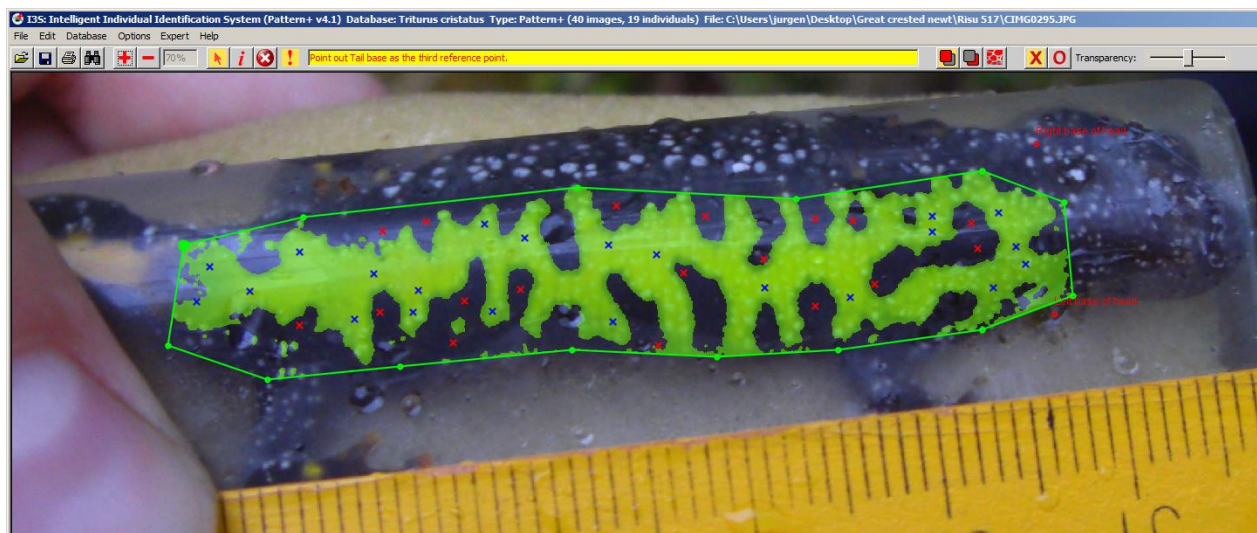 I3S: Intelligent Individual Identification System (Pattern+ v4.1)  Database: Triturus cristatus  Type: Pattern+ (40 images, 19 individuals)  File: C:\Users\jurgen\Desktop\Great crested newt\Risu 517\CIMG0295.JPG
File Edit Database Options Expert Help
70% Point out Tail base as the third reference point. Transparency:
Right base of head
Left base of head